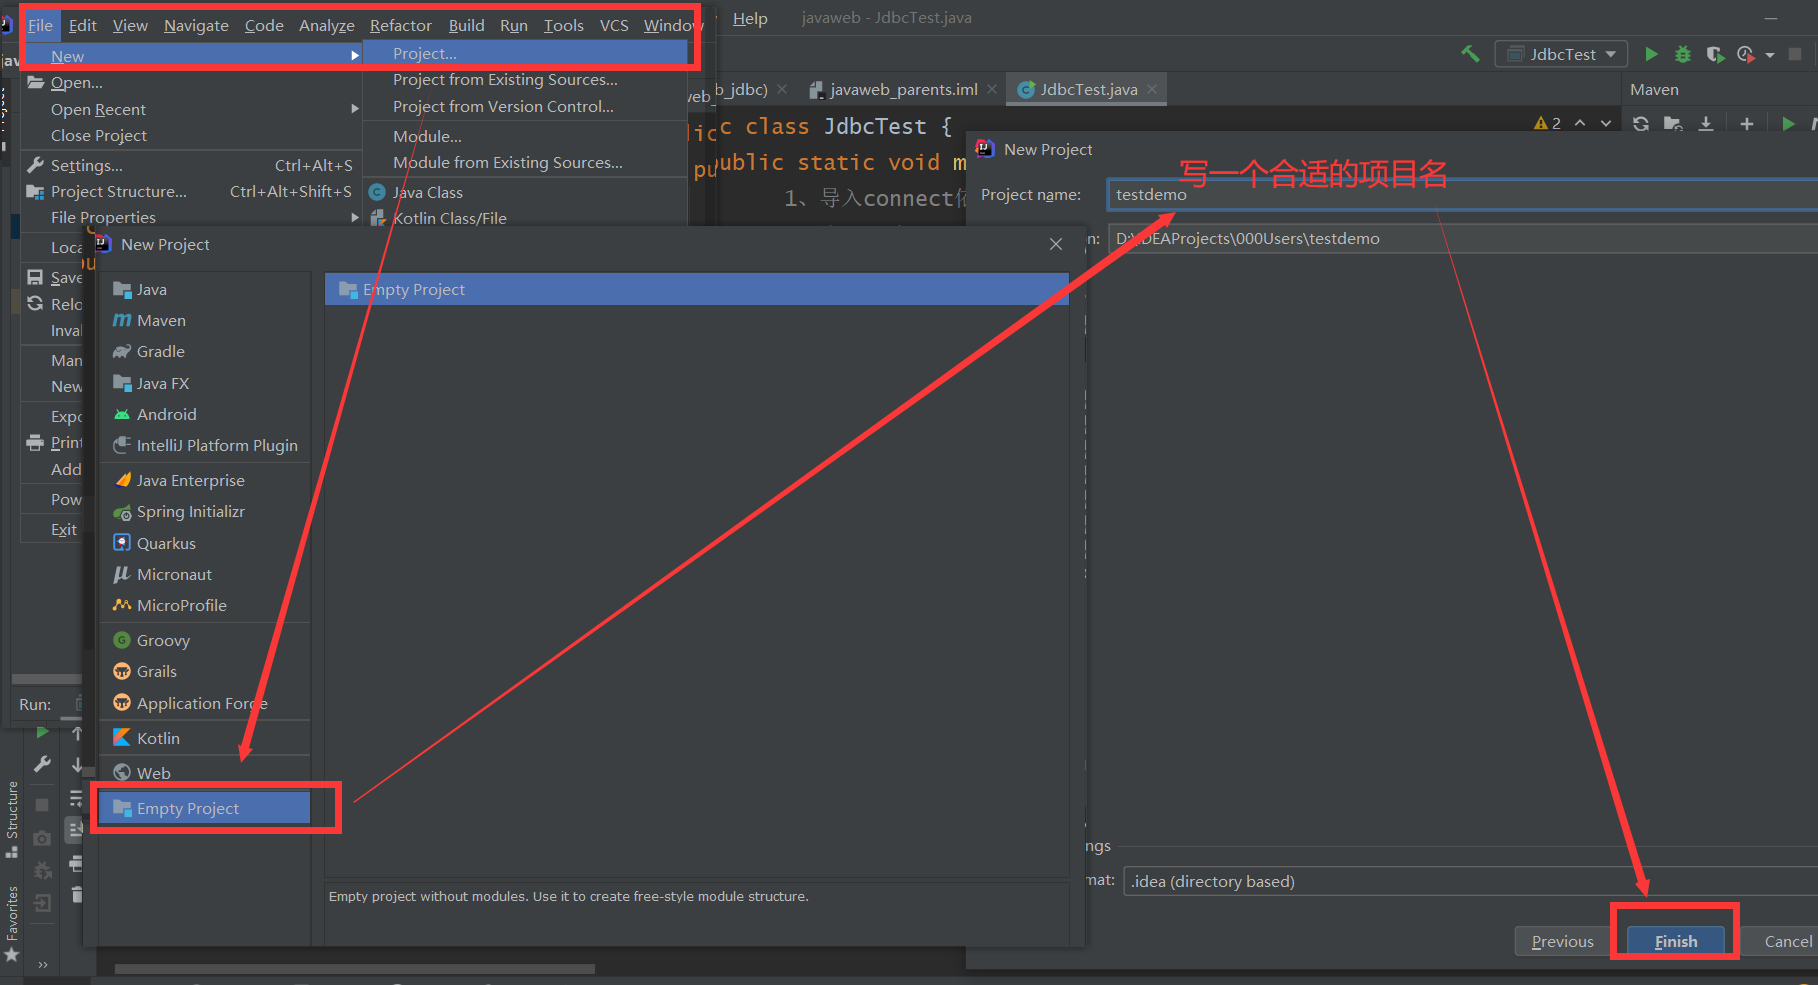 File Edit View Navigate Code Analyze Refactor Build Run Tools VCS Window Help javaweb - JdbcTest.java
New
Project...
Open...
Project from Existing Sources...
Open Recent
Project from Version Control...
Close Project
Module...
Settings... Ctrl+Alt+S
Module from Existing Sources...
Project Structure... Ctrl+Alt+Shift+S
Java Class
File Properties
Kotlin Class/File
Loca
Save
Relo
Inval
Man
New
Expo
Print
Add
Pow
Exit
Run:
Structure
Favorites
JdbcTest
b_jdbc) javaweb_parents.iml JdbcTest.java
Maven
c class JdbcTest {
2
public static void m
1、导入connect依
New Project
Java
Maven
Gradle
Java FX
Android
IntelliJ Platform Plugin
Java Enterprise
Spring Initializr
Quarkus
Micronaut
MicroProfile
Groovy
Grails
Application Forge
Kotlin
Web
Empty Project
Empty Project
Empty project without modules. Use it to create free-style module structure.
New Project
写一个合适的项目名
Project name: testdemo
n: D:\IDEAProjects\000Users\testdemo
ngs
mat: .idea (directory based)
Previous Finish Cancel